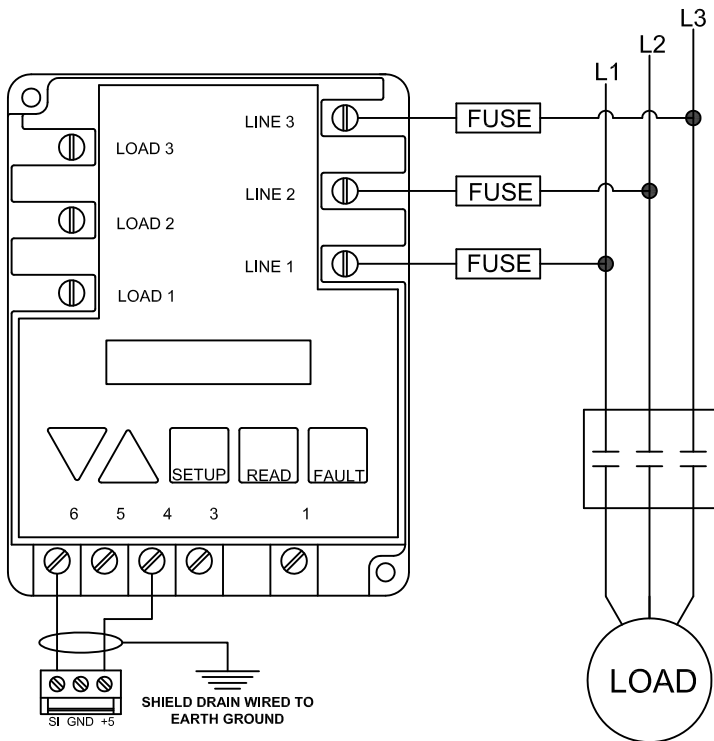 L3
L2
L1
LINE 3
FUSE
LOAD 3
LINE 2
FUSE
LOAD 2
LINE 1
FUSE
LOAD 1
SETUP
READ
FAULT
6 5 4 3 1
LOAD
SHIELD DRAIN WIRED TO
EARTH GROUND
SI GND +5